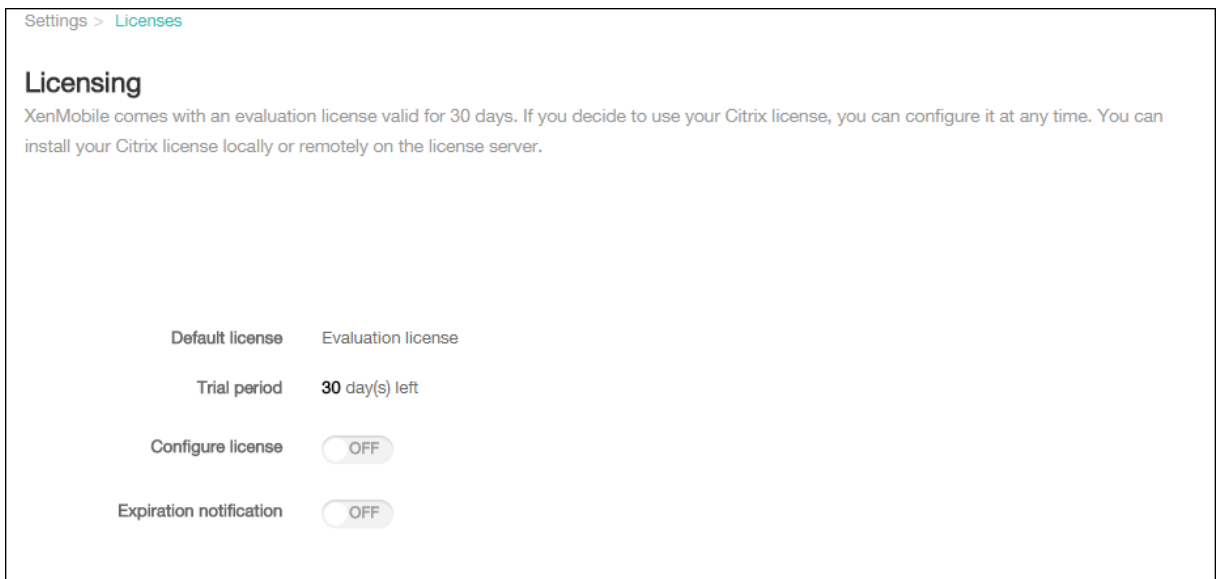 Settings > Licenses
Licensing
XenMobile comes with an evaluation license valid for 30 days. If you decide to use your Citrix license, you can configure it at any time. You can
install your Citrix license locally or remotely on the license server.
Default license Evaluation license
Trial period 30 day(s) left
Configure license OFF
Expiration notification OFF